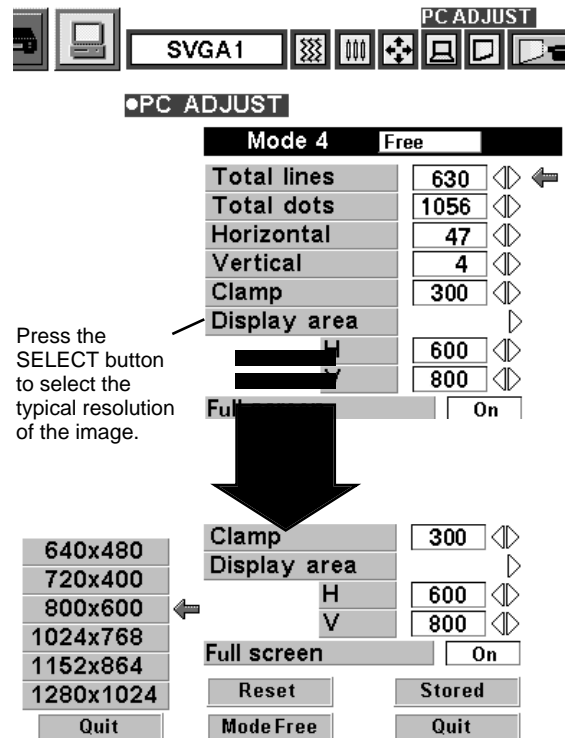 PC ADJUST
SVGA1
●PC ADJUST
Mode 4 Free
Total lines 630
Total dots 1056
Horizontal 47
Vertical 4
Clamp 300
Display area
H 600
V 800
Full screen On
Press the
SELECT button
to select the
typical resolution
of the image.
Clamp 300
Display area
H 600
V 800
Full screen On
Reset Stored
Mode Free Quit
640x480
720x400
800x600
1024x768
1152x864
1280x1024
Quit